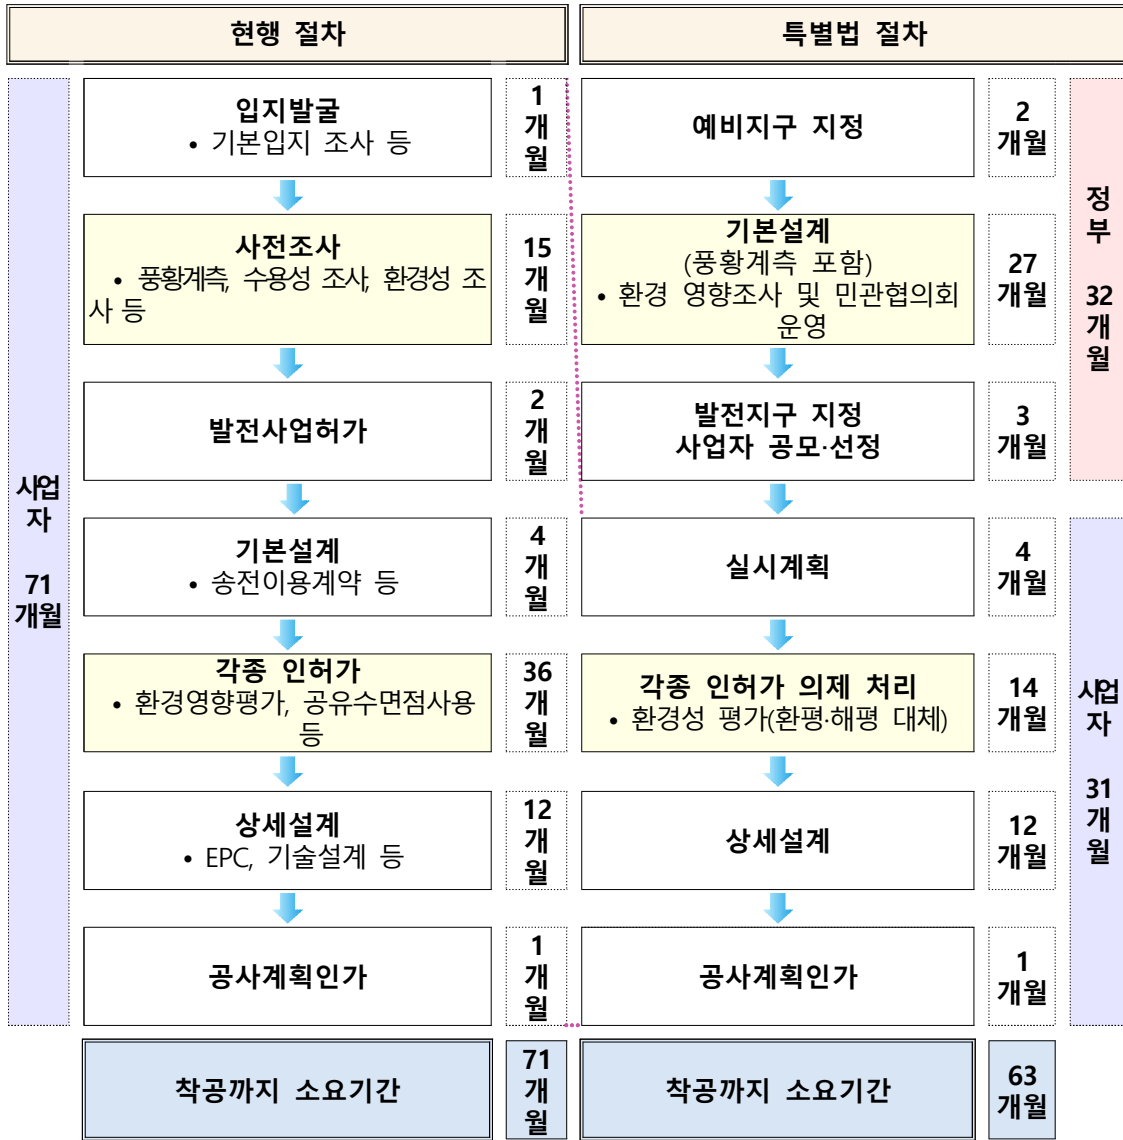 현행 절차
특별법 절차
사업
자
71
개월
입지발굴
• 기본입지 조사 등
1
개
월
사전조사
• 풍황계측, 수용성 조사, 환경성 조
사 등
15
개
월
발전사업허가
2
개
월
기본설계
• 송전이용계약 등
4
개
월
각종 인허가
• 환경영향평가, 공유수면점사용
등
36
개
월
상세설계
• EPC, 기술설계 등
12
개
월
공사계획인가
1
개
월
착공까지 소요기간
71
개
월
예비지구 지정
2
개월
기본설계
(풍황계측 포함)
• 환경 영향조사 및 민관협의회
운영
27
개월
발전지구 지정
사업자 공모·선정
3
개월
정
부
32
개
월
실시계획
4
개월
각종 인허가 의제 처리
• 환경성 평가(환평·해평 대체)
14
개월
상세설계
12
개월
공사계획인가
1
개월
사업
자
31
개
월
착공까지 소요기간
63
개월